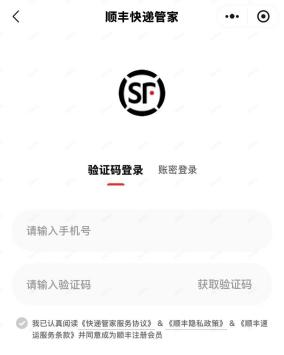 顺丰快递管家
SF
验证码登录 账密登录
请输入手机号
请输入验证码 获取验证码
我已认真阅读《快递管家服务协议》&《顺丰隐私政策》&《顺丰速
运服务条款》并同意成为顺丰注册会员